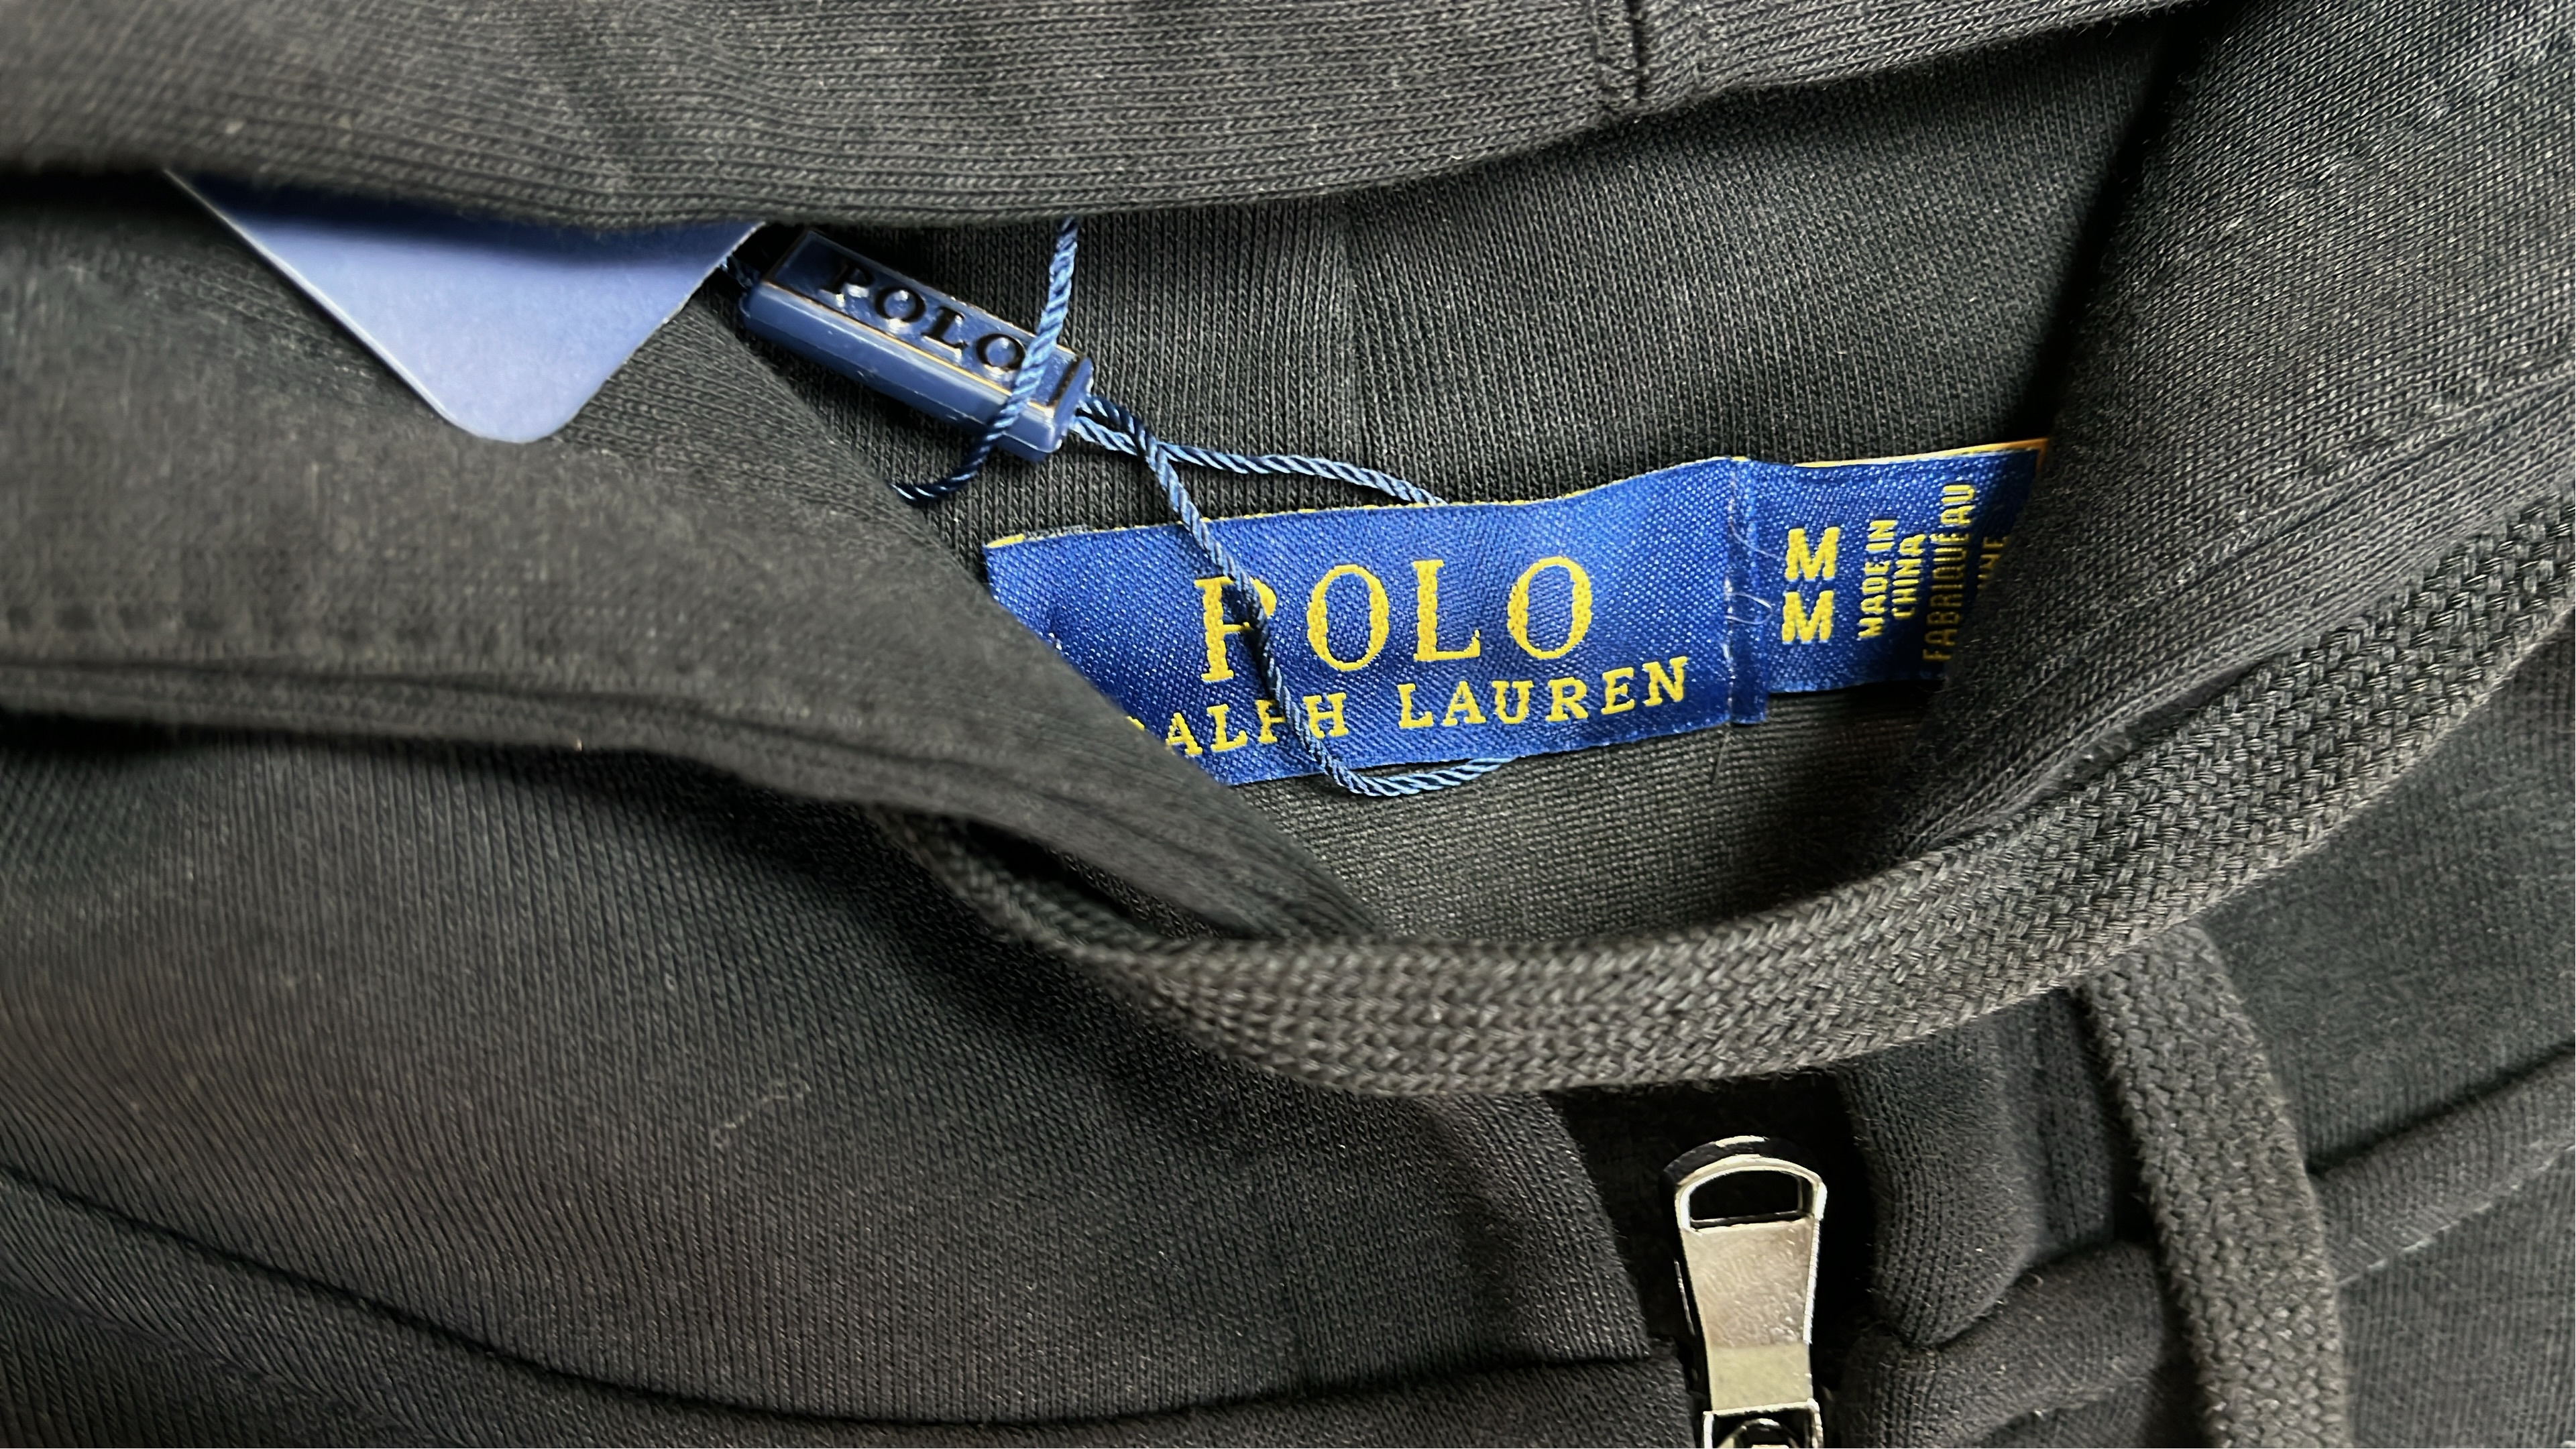 POLO
POLO
RALPH LAUREN
M
M
MADE IN
CHINA
FABRIQUÉ AU